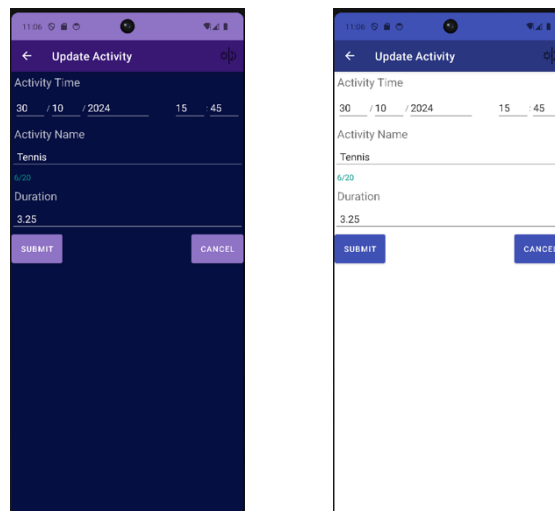 11:06
Update Activity
Activity Time
30 / 10 / 2024 15 : 45
Activity Name
Tennis
6/20
Duration
3.25
SUBMIT CANCEL
11:06
Update Activity
Activity Time
30 / 10 / 2024 15 : 45
Activity Name
Tennis
6/20
Duration
3.25
SUBMIT CANCEL